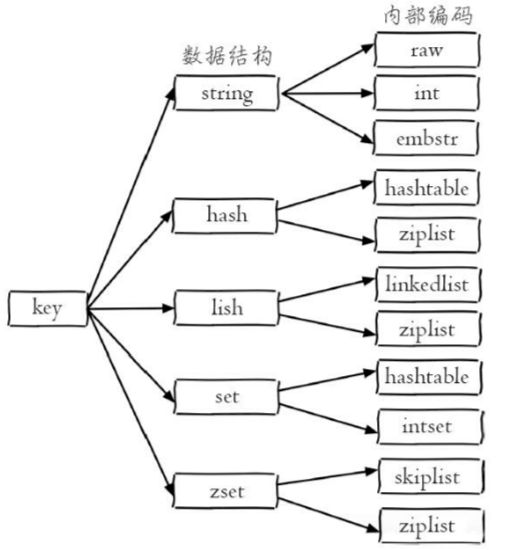 内部编码
数据结构
raw
string
int
embstr
hashtable
hash
ziplist
linkedlist
key
lish
ziplist
hashtable
set
intset
skiplist
zset
ziplist